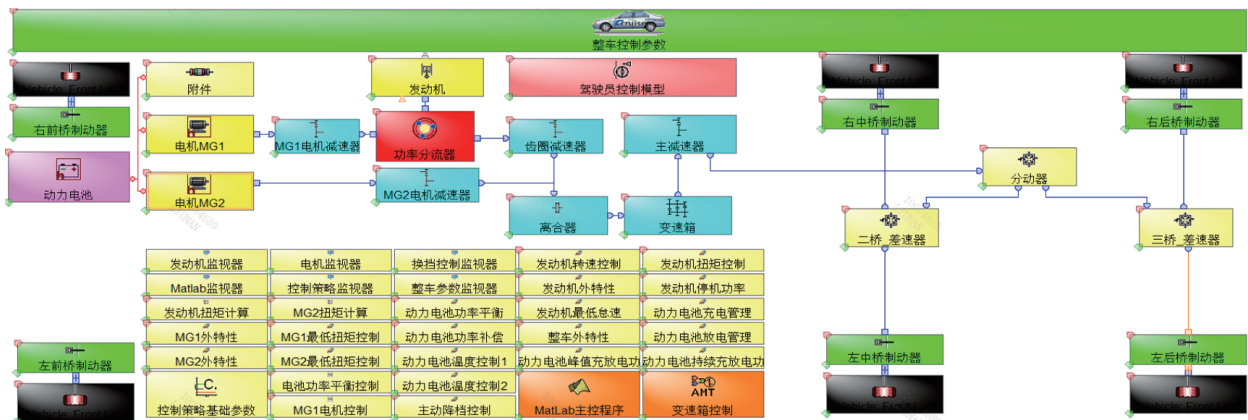 整车控制参数
Vehicle: Front
附件
发动机
驾驶员控制模型
右前桥制动器
右中桥制动器
右后桥制动器
电机MG1
MG1电机减速器
功率分流器
齿圈减速器
主减速器
分动器
动力电池
电机MG2
MG2电机减速器
离合器
变速箱
二桥_差速器
三桥_差速器
发动机监视器
电机监视器
换挡控制监视器
发动机转速控制
发动机扭矩控制
Matlab监视器
控制策略监视器
整车参数监视器
发动机外特性
发动机停机功率
发动机扭矩计算
MG2扭矩计算
动力电池功率平衡
发动机最低怠速
动力电池充电管理
MG1外特性
MG1最低扭矩控制
动力电池功率补偿
整车外特性
动力电池放电管理
MG2外特性
MG2最低扭矩控制
动力电池温度控制1
动力电池峰值充放电功
动力电池持续充放电功
控制策略基础参数
电池功率平衡控制
动力电池温度控制2
MatLab主控程序
AMT
变速箱控制
MG1电机控制
主动降档控制
左前桥制动器
左中桥制动器
左后桥制动器